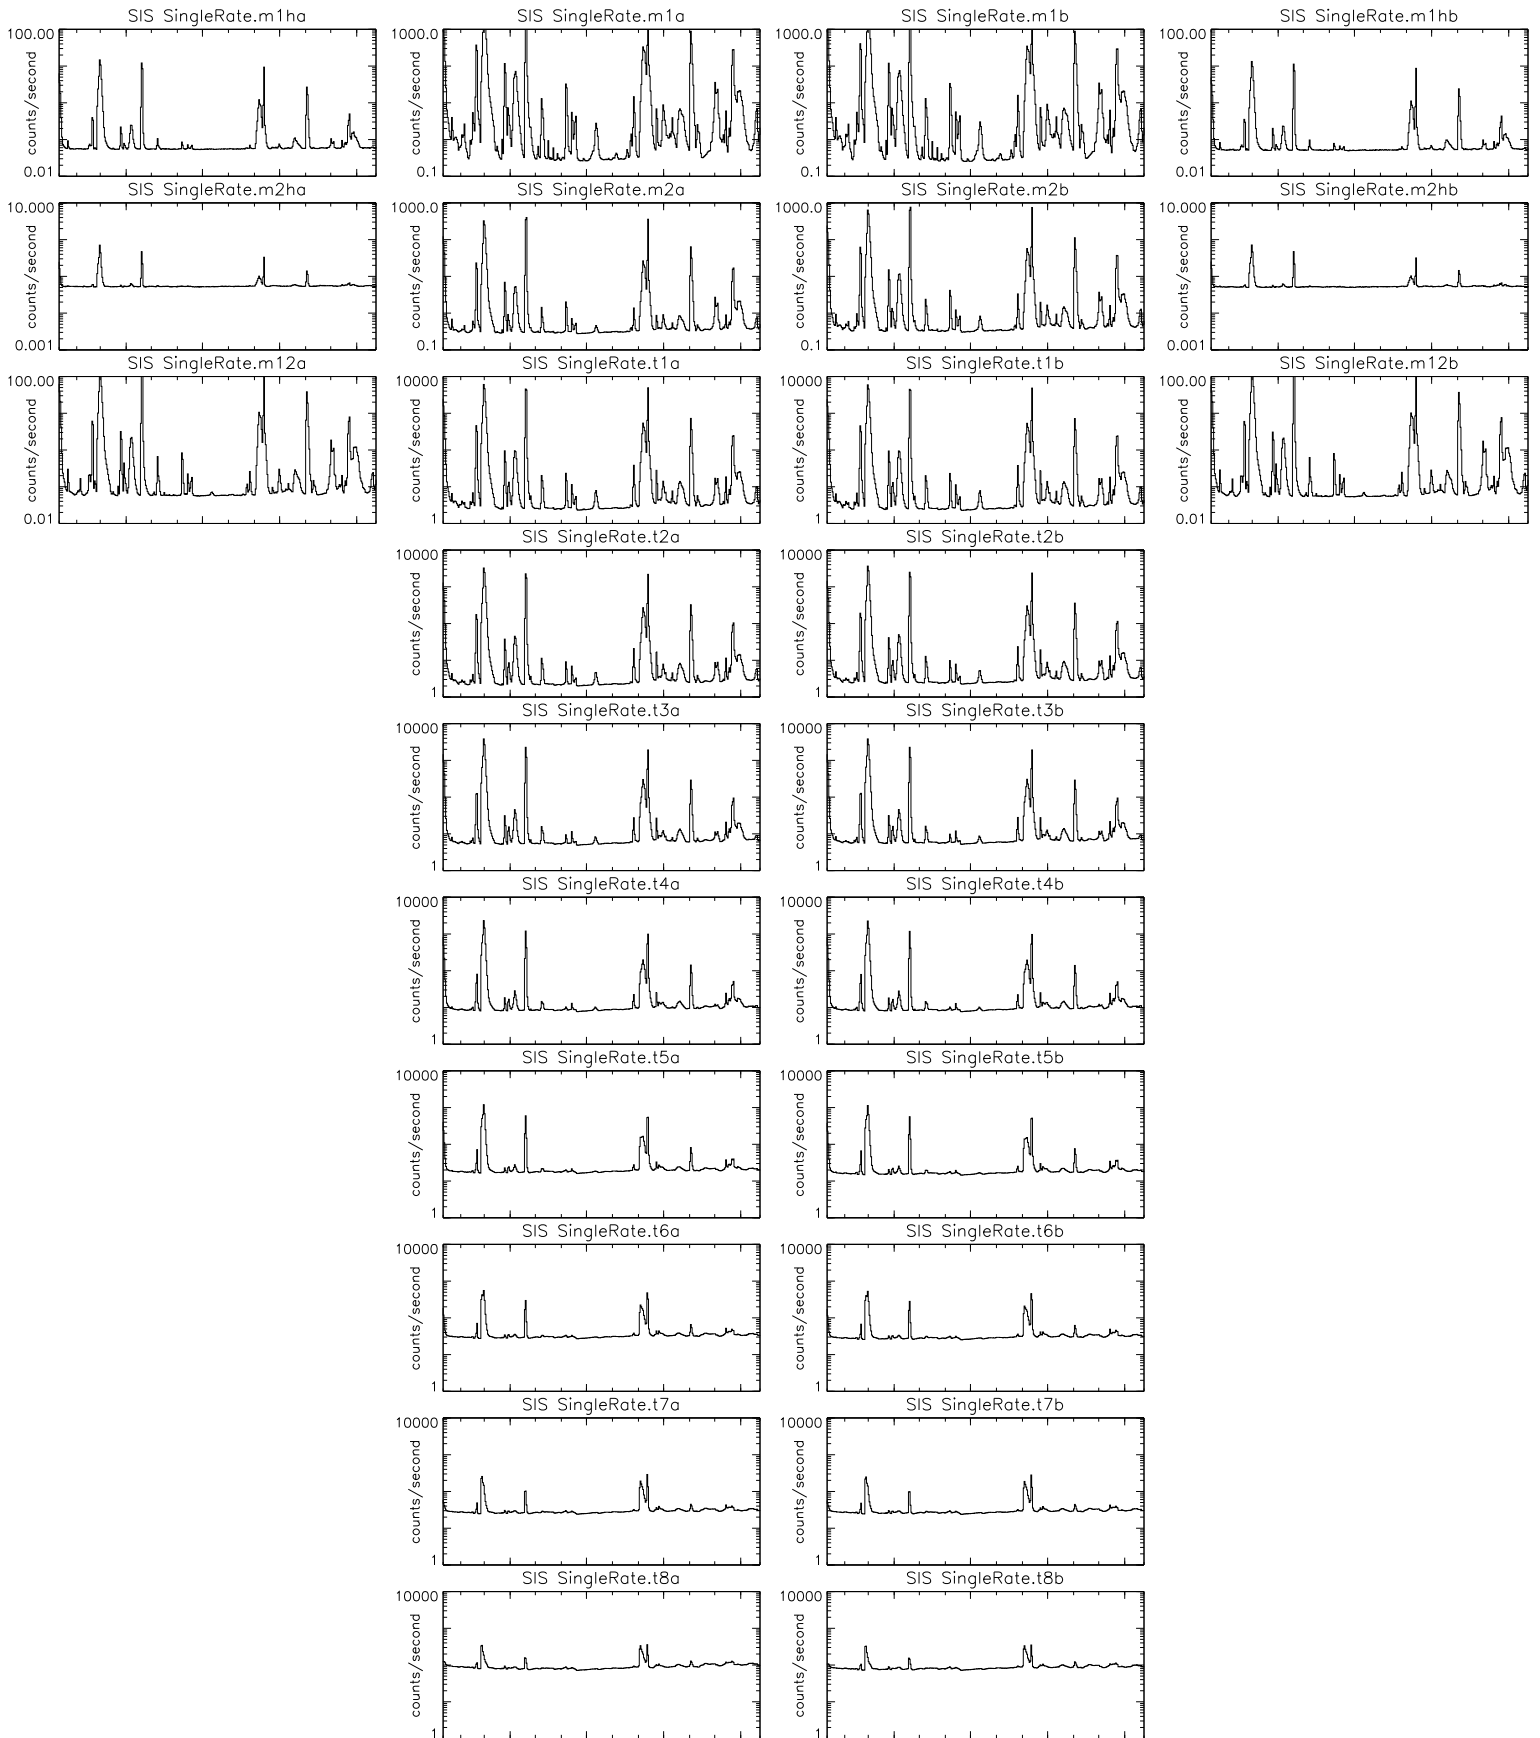 SIS SingleRate.m1ha
SIS SingleRate.m1a
SIS SingleRate.m1b
SIS SingleRate.m1hb
100.00
counts/second
0.01
1000.0
counts/second
0.1
1000.0
counts/second
0.1
100.00
counts/second
0.01
SIS SingleRate.m2ha
SIS SingleRate.m2a
SIS SingleRate.m2b
SIS SingleRate.m2hb
10.000
counts/second
0.001
1000.0
counts/second
0.1
1000.0
counts/second
0.1
10.000
counts/second
0.001
SIS SingleRate.m12a
SIS SingleRate.t1a
SIS SingleRate.t1b
SIS SingleRate.m12b
100.00
counts/second
0.01
10000
counts/second
1
10000
counts/second
1
100.00
counts/second
0.01
SIS SingleRate.t2a
SIS SingleRate.t2b
10000
counts/second
1
10000
counts/second
1
SIS SingleRate.t3a
SIS SingleRate.t3b
10000
counts/second
1
10000
counts/second
1
SIS SingleRate.t4a
SIS SingleRate.t4b
10000
counts/second
1
10000
counts/second
1
SIS SingleRate.t5a
SIS SingleRate.t5b
10000
counts/second
1
10000
counts/second
1
SIS SingleRate.t6a
SIS SingleRate.t6b
10000
counts/second
1
10000
counts/second
1
SIS SingleRate.t7a
SIS SingleRate.t7b
10000
counts/second
1
10000
counts/second
1
SIS SingleRate.t8a
SIS SingleRate.t8b
10000
counts/second
1
10000
counts/second
1